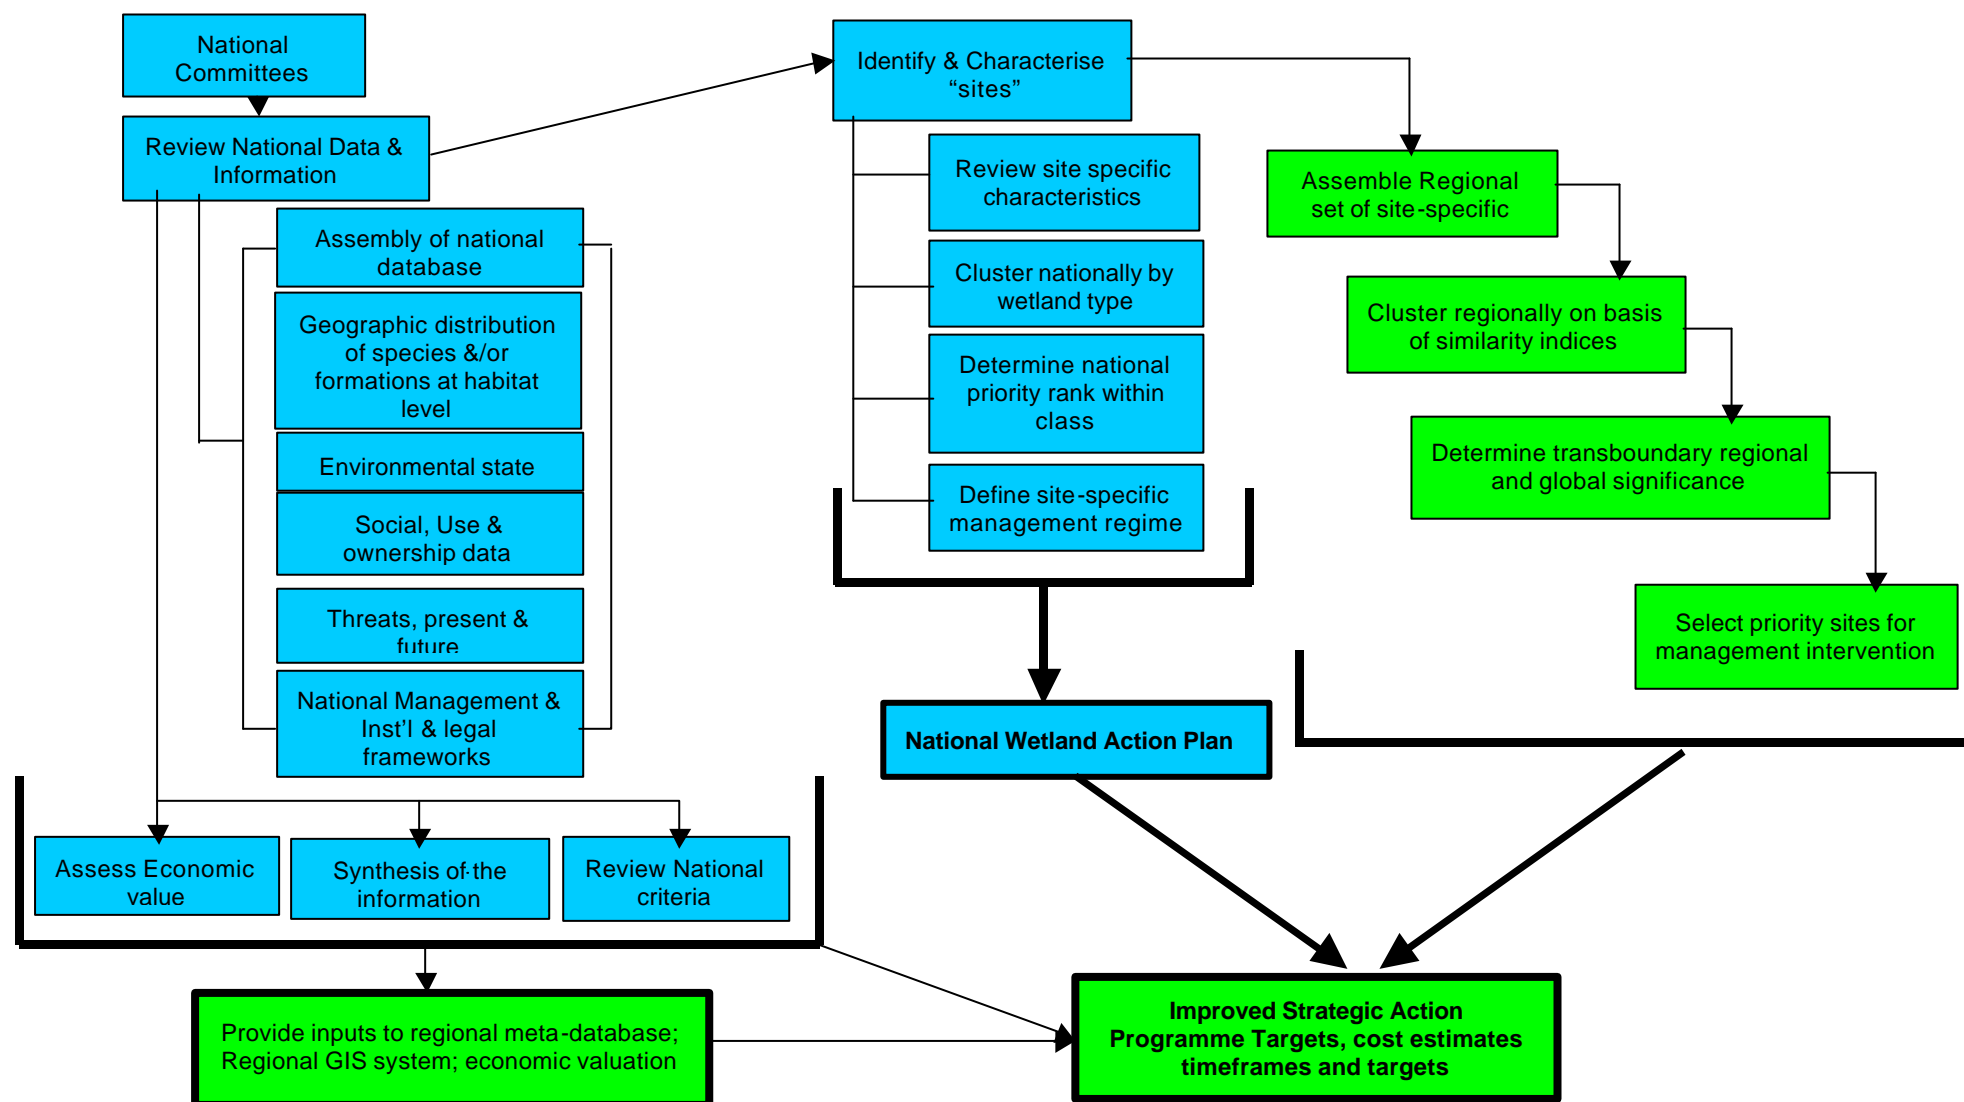 National
Committees
Review National Data &
Information
Assembly of national
database
Geographic distribution
of species &/or
formations at habitat
level
Environmental state
Social, Use &
ownership data
Threats, present &
future
National Management &
Inst'l & legal
frameworks
Assess Economic
value
Synthesis of the
information
Review National
criteria
Provide inputs to regional meta-database;
Regional GIS system; economic valuation
Identify & Characterise
“sites”
Review site specific
characteristics
Cluster nationally by
wetland type
Determine national
priority rank within
class
Define site-specific
management regime
National Wetland Action Plan
Assemble Regional
set of site-specific
Cluster regionally on basis
of similarity indices
Determine transboundary regional
and global significance
Select priority sites for
management intervention
Improved Strategic Action
Programme Targets, cost estimates
timeframes and targets